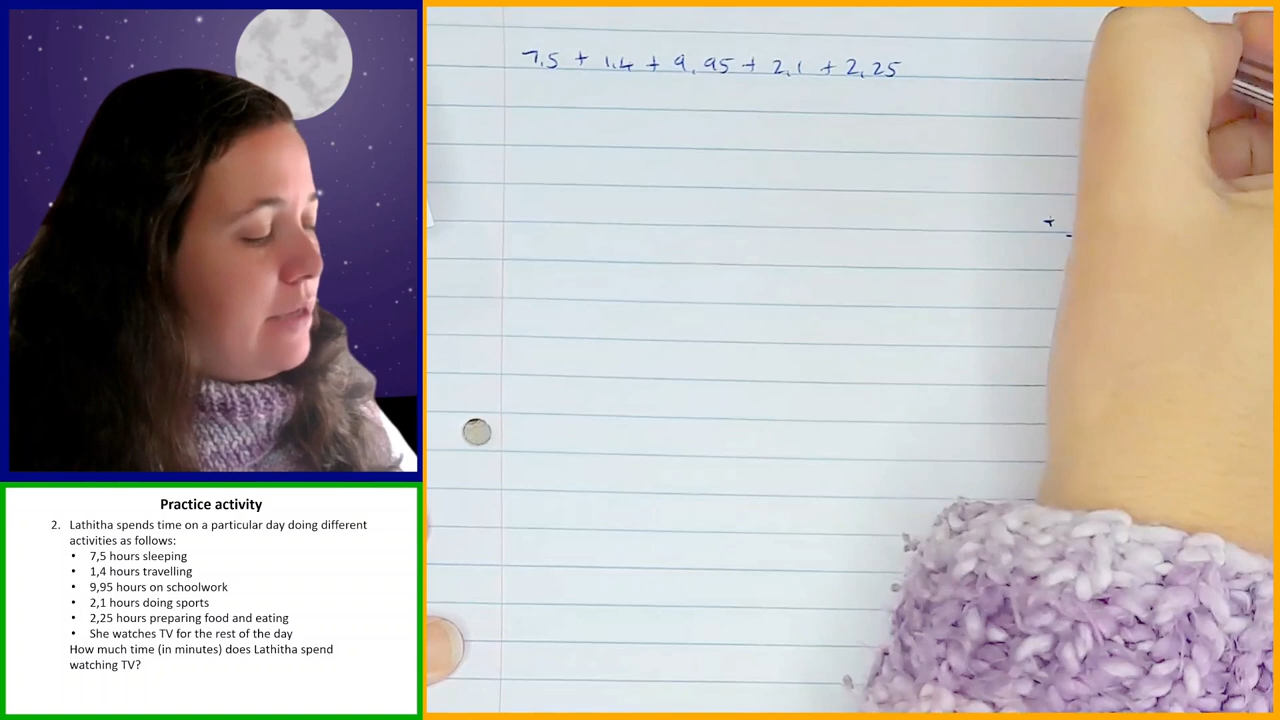 7,5 + 1,4 + 9,95 + 2,1 + 2,25
+
Practice activity
2. Lathitha spends time on a particular day doing different
activities as follows:
• 7,5 hours sleeping
• 1,4 hours travelling
• 9,95 hours on schoolwork
• 2,1 hours doing sports
• 2,25 hours preparing food and eating
• She watches TV for the rest of the day
How much time (in minutes) does Lathitha spend
watching TV?